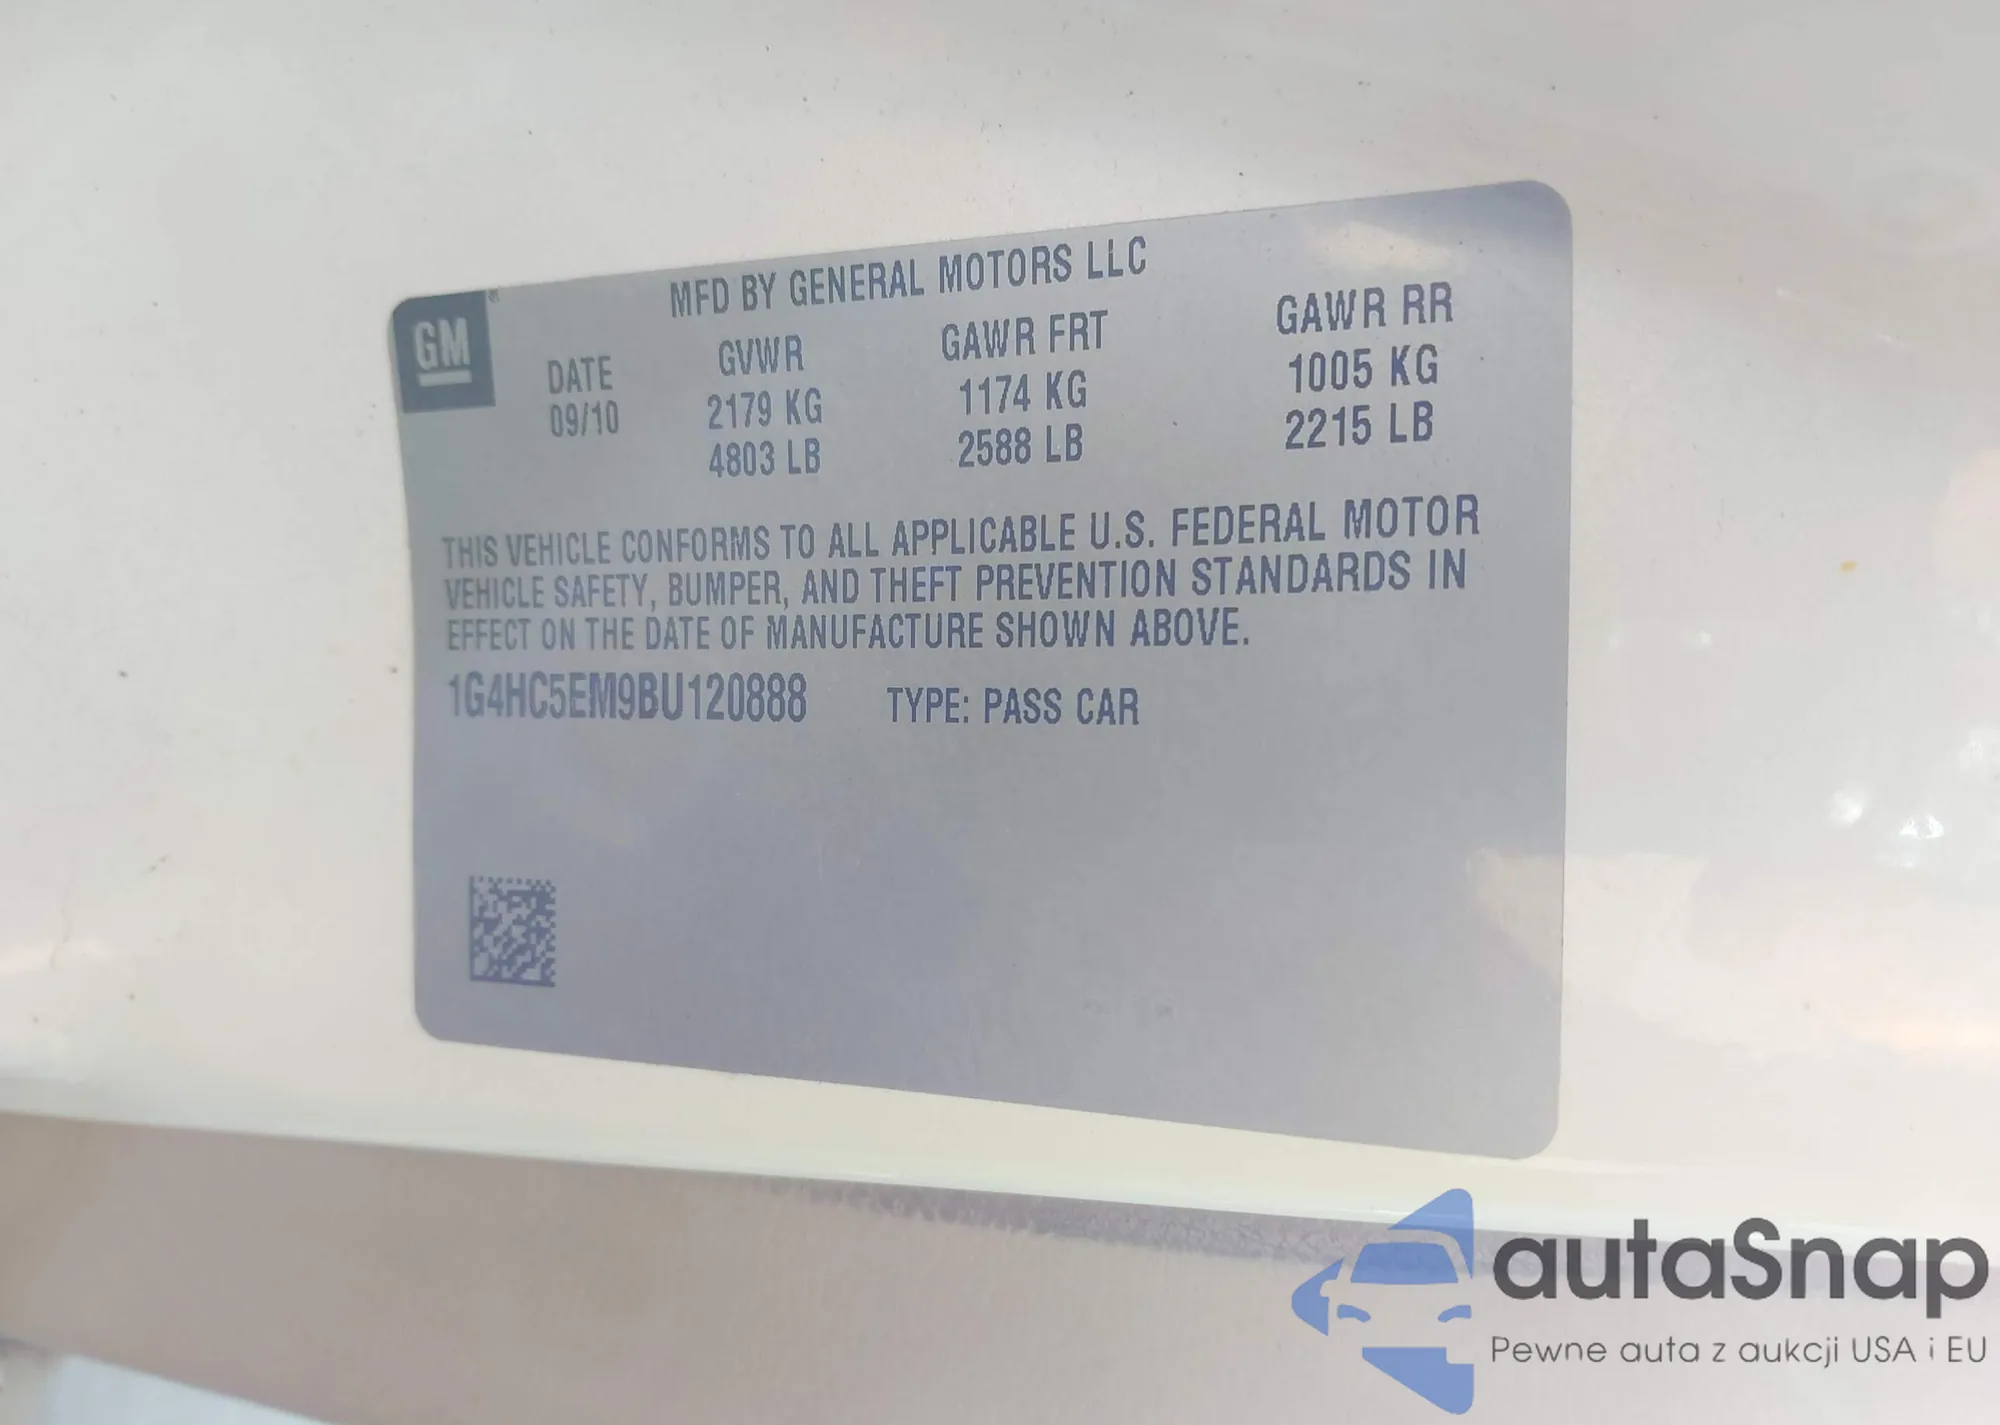 GM
MFD BY GENERAL MOTORS LLC
DATE GVWR GAWR FRT GAWR RR
09/10 2179 KG 1174 KG 1005 KG
4803 LB 2588 LB 2215 LB
THIS VEHICLE CONFORMS TO ALL APPLICABLE U.S. FEDERAL MOTOR
VEHICLE SAFETY, BUMPER, AND THEFT PREVENTION STANDARDS IN
EFFECT ON THE DATE OF MANUFACTURE SHOWN ABOVE.
1G4HC5EM9BU120888 TYPE: PASS CAR
autaSnap
Pewne auta z aukcji USA i EU